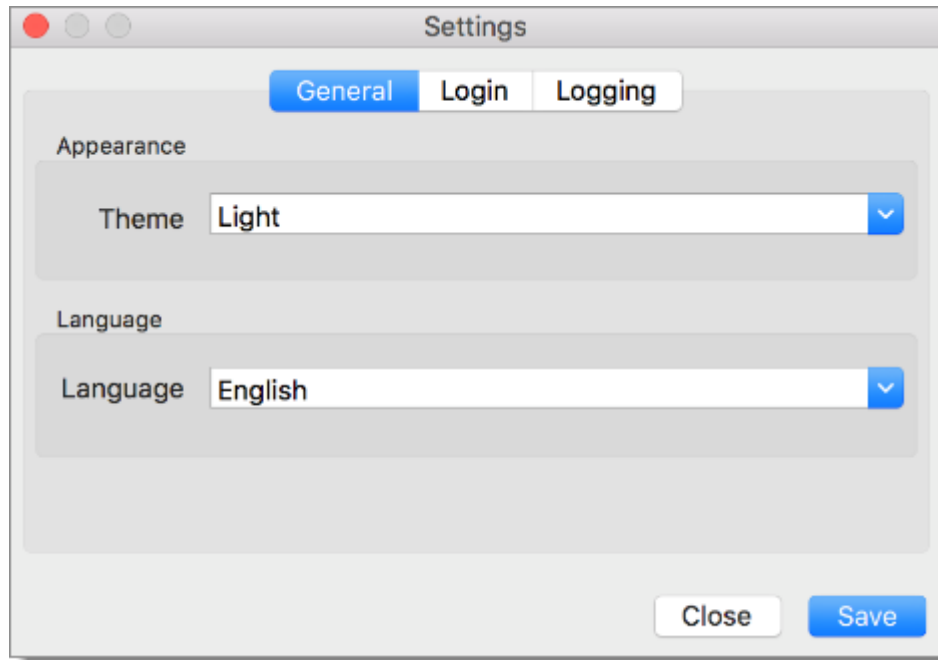 Settings
General Login Logging
Appearance
Theme Light
Language
Language English
Close Save